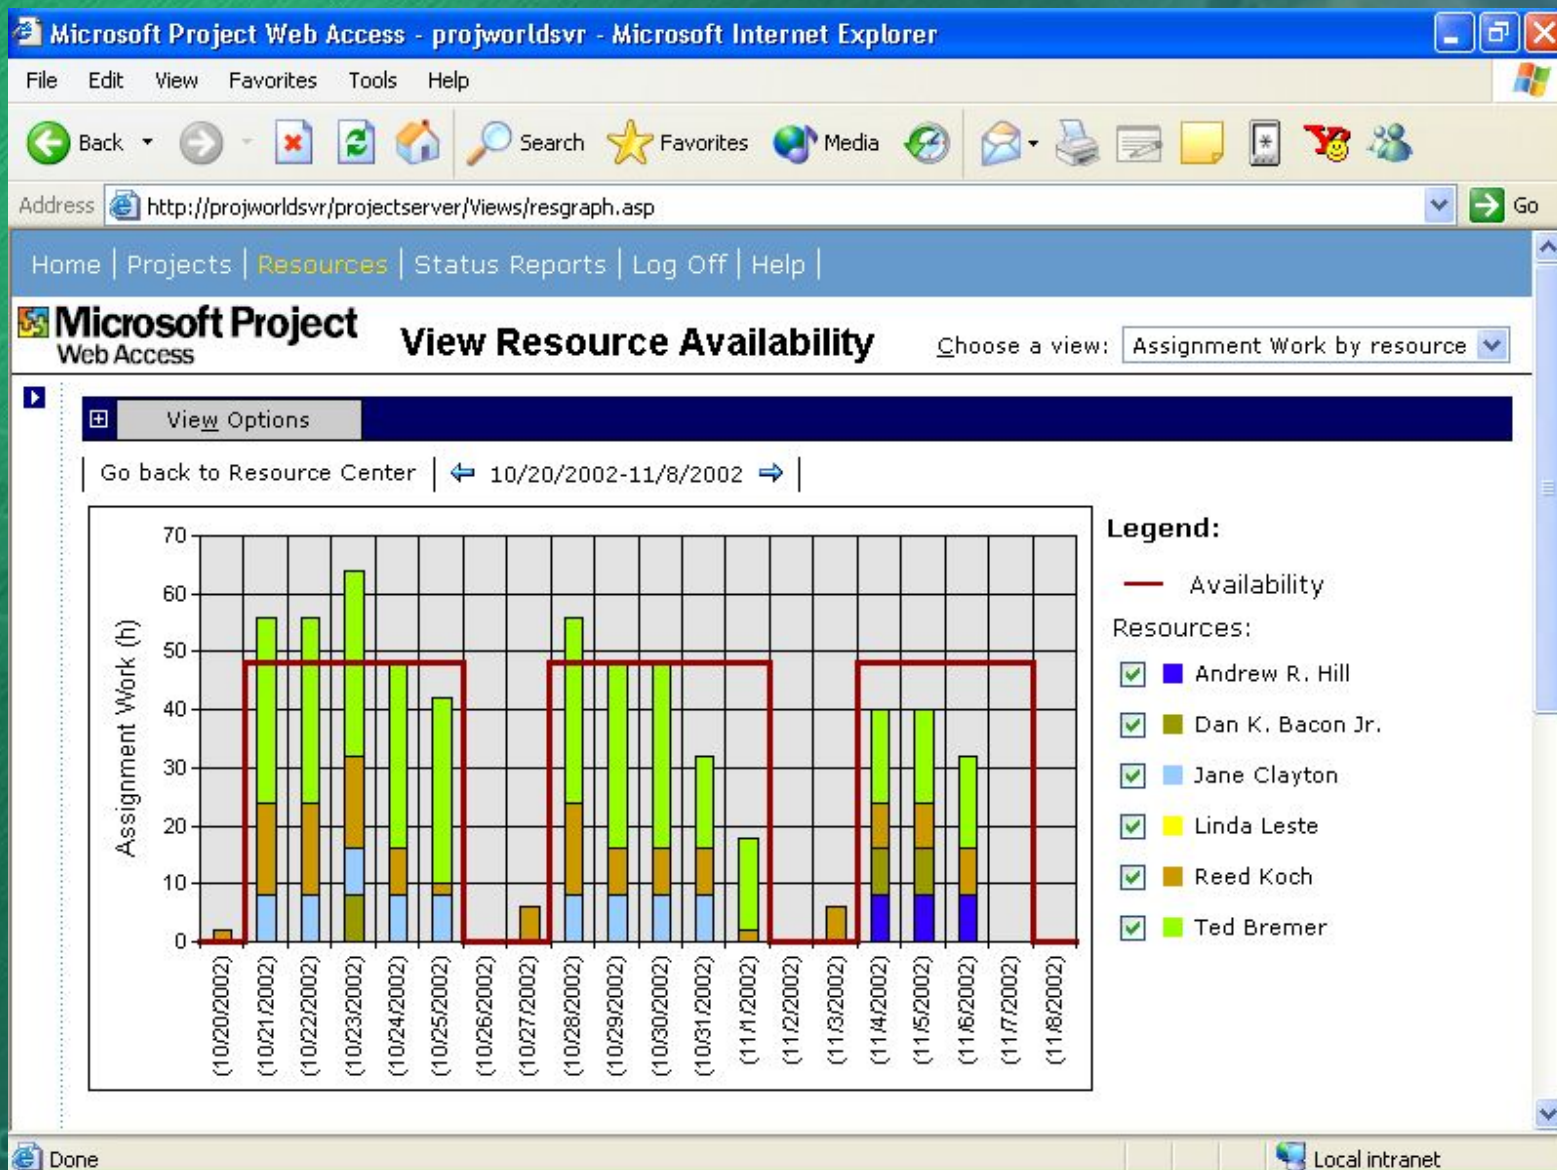 Microsoft Project Web Access - projworldsvr - Microsoft Internet Explorer
File Edit View Favorites Tools Help
Back Search Favorites Media
Address http://projworldsvr/projectserver/Views/resgraph.asp Go
Home | Projects | Resources | Status Reports | Log Off | Help |
Microsoft Project
Web Access
View Resource Availability
Choose a view: Assignment Work by resource
View Options
Go back to Resource Center | 10/20/2002-11/8/2002 |
Assignment Work (h)
70
60
50
40
30
20
10
0
(10/20/2002)
(10/21/2002)
(10/22/2002)
(10/23/2002)
(10/24/2002)
(10/25/2002)
(10/26/2002)
(10/27/2002)
(10/28/2002)
(10/29/2002)
(10/30/2002)
(10/31/2002)
(11/1/2002)
(11/2/2002)
(11/3/2002)
(11/4/2002)
(11/5/2002)
(11/6/2002)
(11/7/2002)
(11/8/2002)
Legend:
Availability
Resources:
Andrew R. Hill
Dan K. Bacon Jr.
Jane Clayton
Linda Leste
Reed Koch
Ted Bremer
Done Local intranet